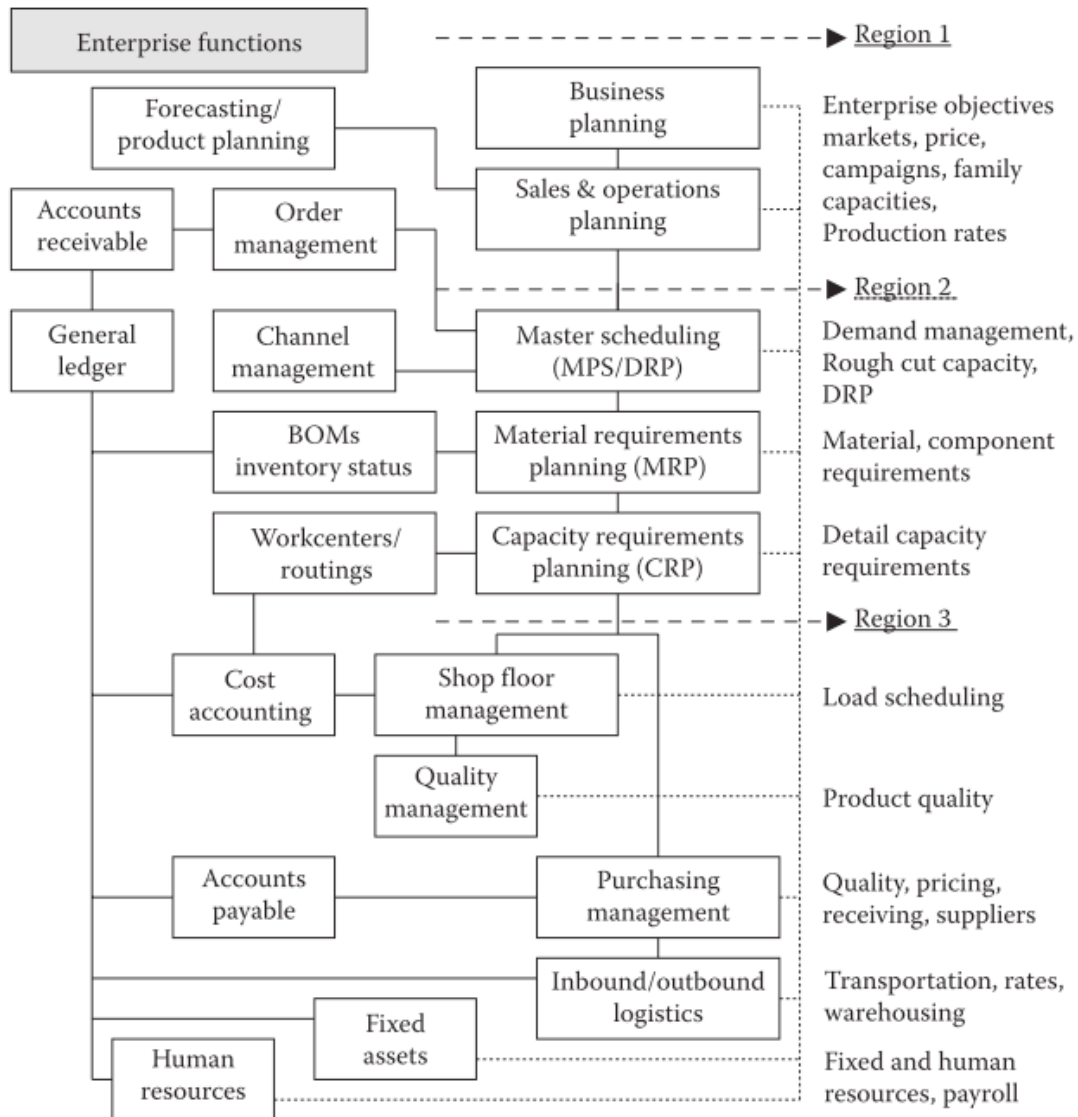 Enterprise functions
Region 1
Forecasting/
product planning
Business
planning
Enterprise objectives
markets, price,
campaigns, family
capacities,
Production rates
Accounts
receivable
Order
management
Sales & operations
planning
Region 2
General
ledger
Channel
management
Master scheduling
(MPS/DRP)
Demand management,
Rough cut capacity,
DRP
BOMs
inventory status
Material requirements
planning (MRP)
Material, component
requirements
Workcenters/
routings
Capacity requirements
planning (CRP)
Detail capacity
requirements
Region 3
Cost
accounting
Shop floor
management
Load scheduling
Quality
management
Product quality
Accounts
payable
Purchasing
management
Quality, pricing,
receiving, suppliers
Inbound/outbound
logistics
Transportation, rates,
warehousing
Fixed
assets
Human
resources
Fixed and human
resources, payroll